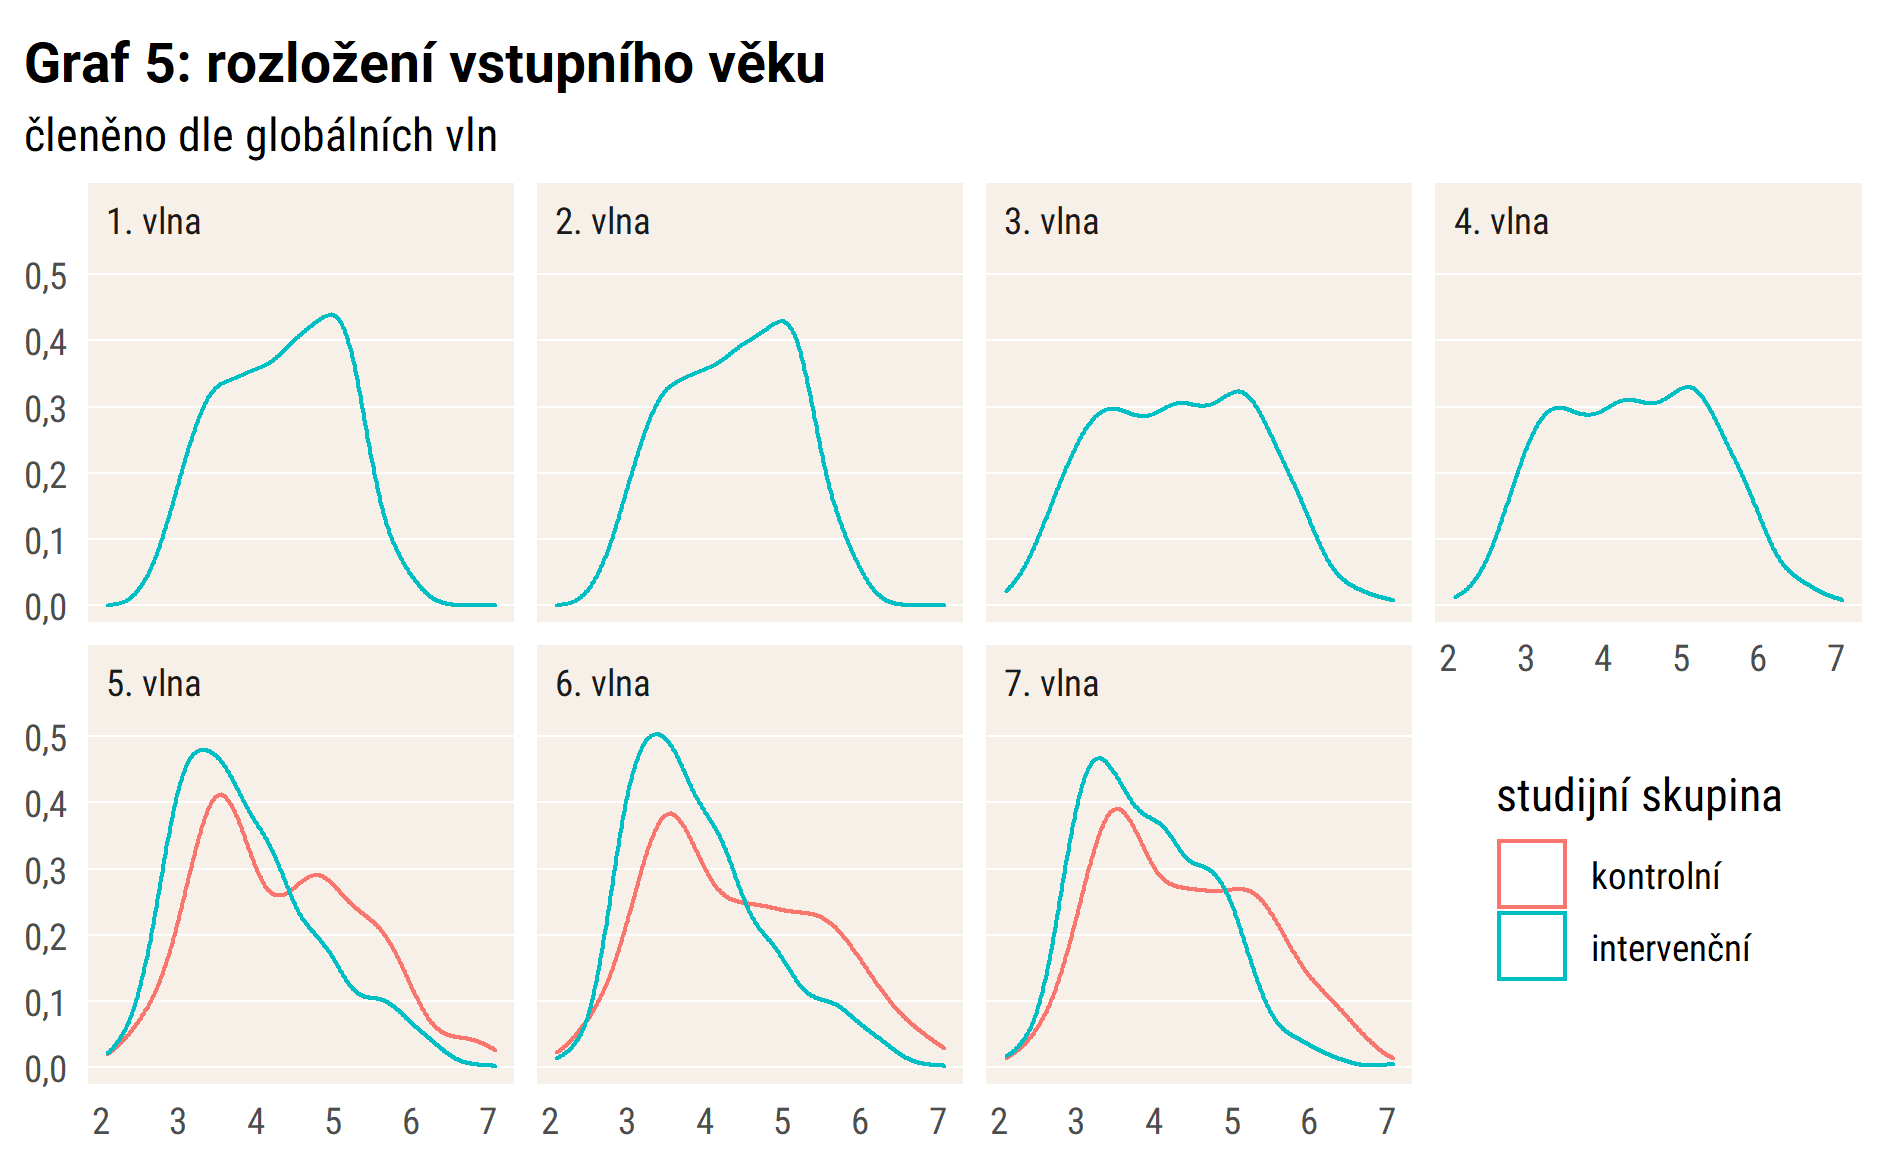 Graf 5: rozložení vstupního věku
členěno dle globálních vln
1. vlna
2. vlna
3. vlna
4. vlna
0,5
0,4
0,3
0,2
0,1
0,0
2 3 4 5 6 7
5. vlna
6. vlna
7. vlna
0,5
0,4
0,3
0,2
0,1
0,0
2 3 4 5 6 7
2 3 4 5 6 7
2 3 4 5 6 7
studijní skupina
kontrolní
intervenční